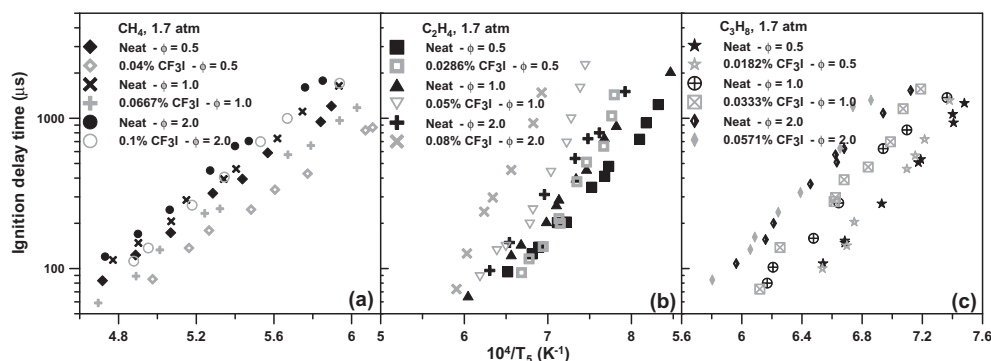 CH4, 1.7 atm
Neat - ϕ = 0.5
0.04% CF3I - ϕ = 0.5
Neat - ϕ = 1.0
0.0667% CF3I - ϕ = 1.0
Neat - ϕ = 2.0
0.1% CF3I - ϕ = 2.0
(a)
C2H4, 1.7 atm
Neat - ϕ = 0.5
0.0286% CF3I - ϕ = 0.5
Neat - ϕ = 1.0
0.05% CF3I - ϕ = 1.0
Neat - ϕ = 2.0
0.08% CF3I - ϕ = 2.0
(b)
C3H8, 1.7 atm
Neat - ϕ = 0.5
0.0182% CF3I - ϕ = 0.5
Neat - ϕ = 1.0
0.0333% CF3I - ϕ = 1.0
Neat - ϕ = 2.0
0.0571% CF3I - ϕ = 2.0
(c)
Ignition delay time (μs)
1000
100
4.8 5.2 5.6 6 6 7 8 9 6 6.4 6.8 7.2 7.6
10⁴/T5 (K⁻¹)